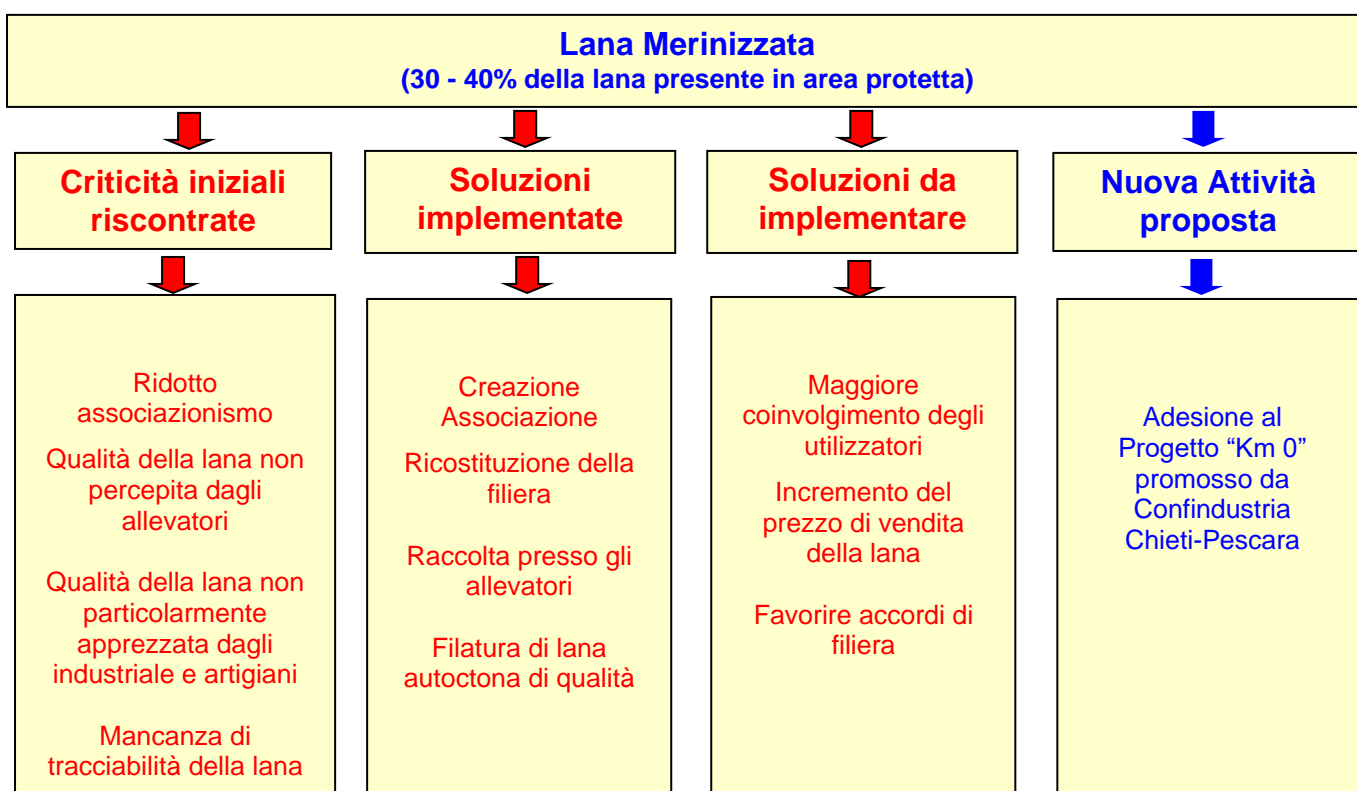 Lana Merinizzata
(30 - 40% della lana presente in area protetta)
Criticità iniziali
riscontrate
Soluzioni
implementate
Soluzioni da
implementare
Nuova Attività
proposta
Ridotto
associazionismo
Qualità della lana non
percepita dagli
allevatori
Qualità della lana non
particolarmente
apprezzata dagli
industriale e artigiani
Mancanza di
tracciabilità della lana
Creazione
Associazione
Ricostituzione della
filiera
Raccolta presso gli
allevatori
Filatura di lana
autoctona di qualità
Maggiore
coinvolgimento degli
utilizzatori
Incremento del
prezzo di vendita
della lana
Favorire accordi di
filiera
Adesione al
Progetto “Km 0”
promosso da
Confindustria
Chieti-Pescara